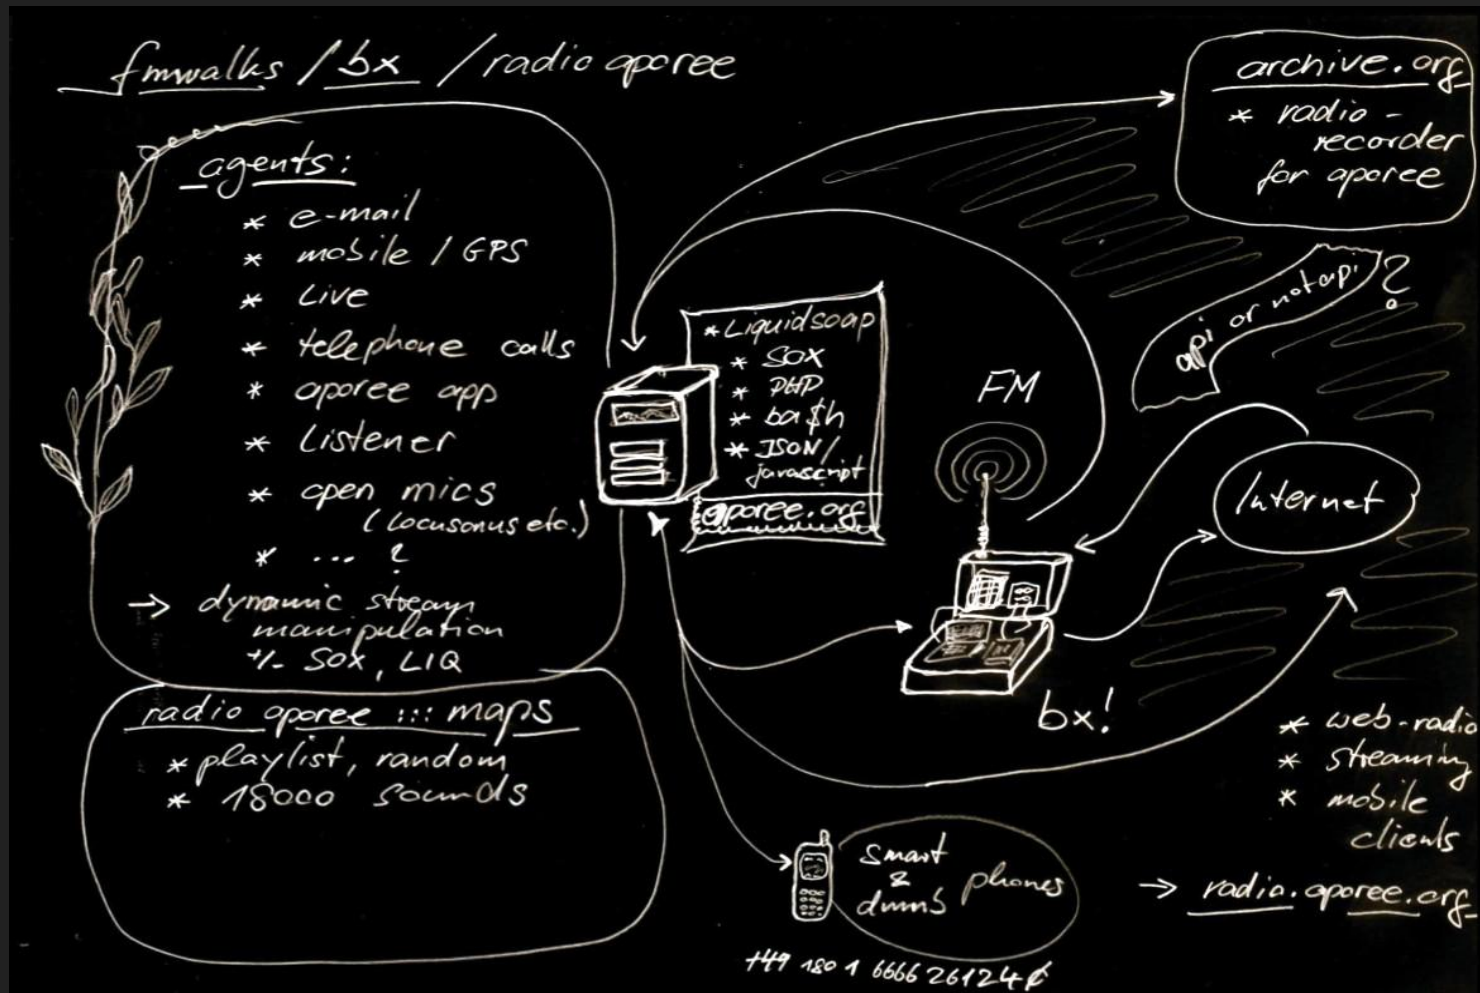 fmwalks / bx / radio aporee
agents:
* e-mail
* mobile / GPS
* Live
* telephone calls
* aporee app
* Listener
* open mics
(Locusonus etc.)
* ... ?
→ dynamic stream
manipulation
+/- SOX, LIQ
radio aporee ::: maps
* playlist, random
* 18000 sounds
* Liquidsoap
* SOX
* PHP
* ba$h
* JSON/
javascript
aporee.org
FM
bx!
archive.org
* radio-
recorder
for aporee
api or not api ?
Internet
* web-radio
* streaming
* mobile
clients
→ radio.aporee.org
smart
&
dumb
phones
+49 180 1 6666 26124 ¢